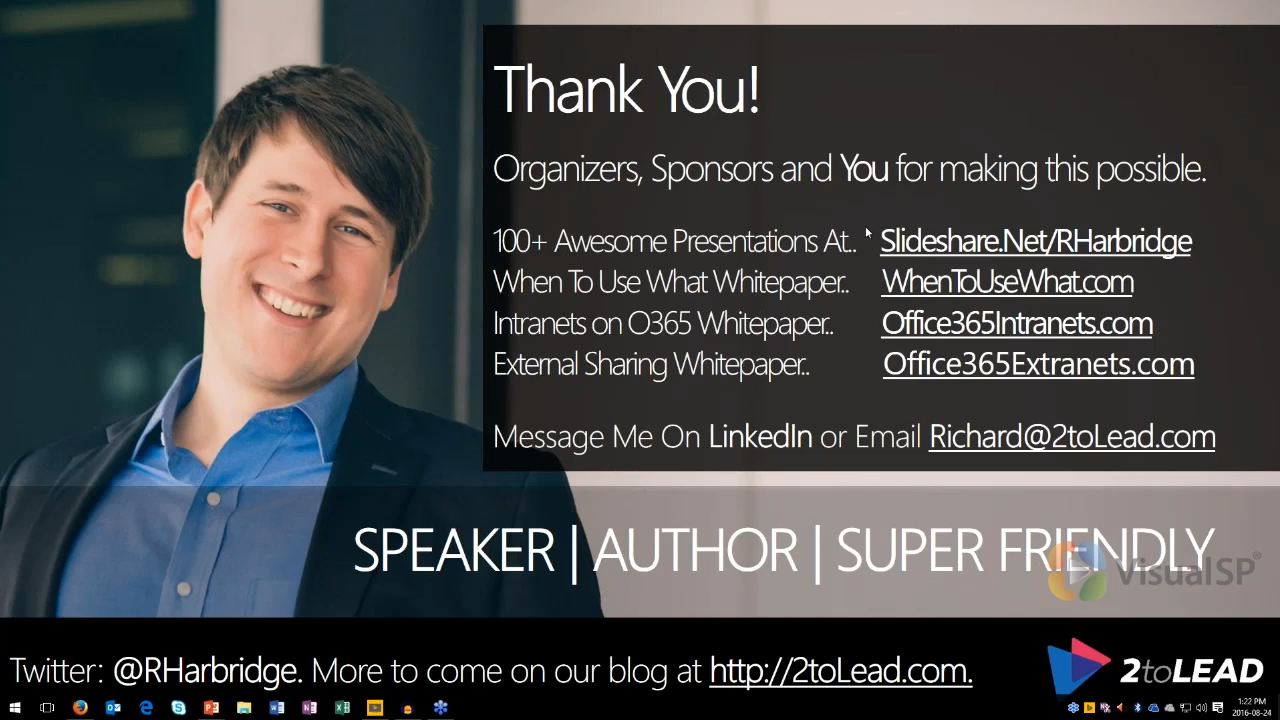 Thank You!
Organizers, Sponsors and You for making this possible.
100+ Awesome Presentations At.. Slideshare.Net/RHarbridge
When To Use What Whitepaper.. WhenToUseWhat.com
Intranets on O365 Whitepaper.. Office365Intranets.com
External Sharing Whitepaper.. Office365Extranets.com
Message Me On LinkedIn or Email Richard@2toLead.com
SPEAKER | AUTHOR | SUPER FRIENDLY
VisualSP®
Twitter: @RHarbridge. More to come on our blog at http://2toLead.com.
2toLEAD
1:22 PM
2016-08-24